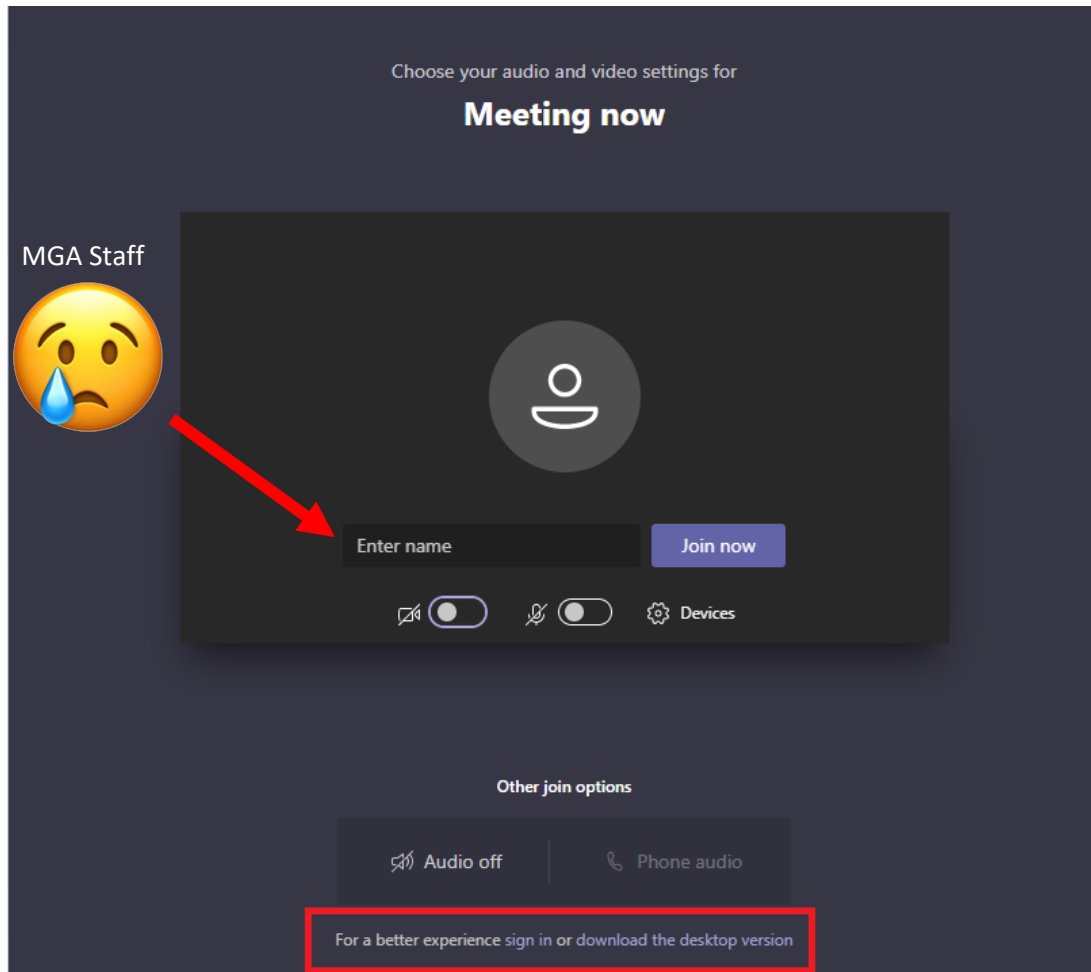 Choose your audio and video settings for
Meeting now
MGA Staff
Enter name
Join now
Devices
Other join options
Audio off
Phone audio
For a better experience sign in or download the desktop version